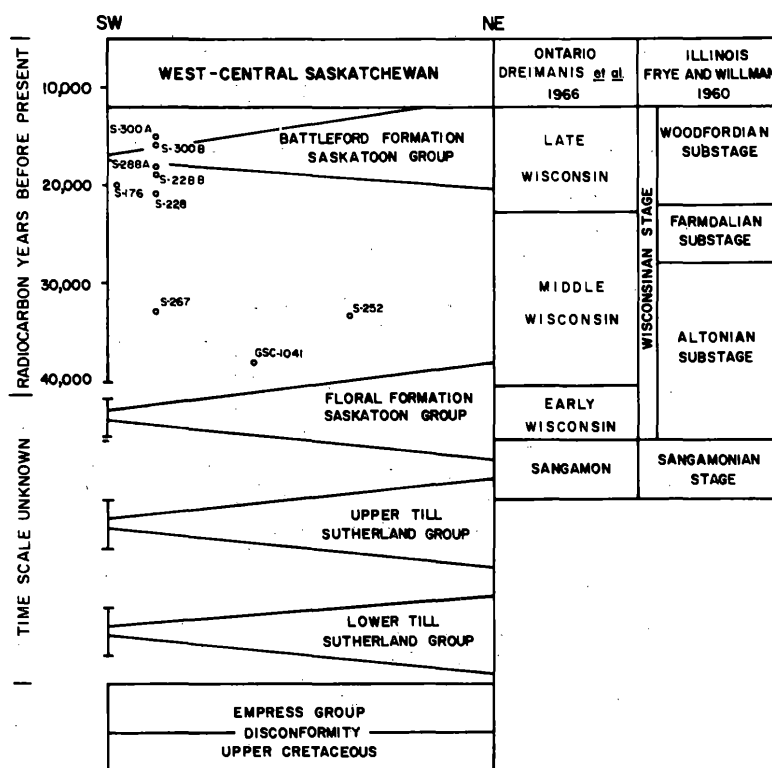 SW NE
WEST-CENTRAL SASKATCHEWAN
ONTARIO
DREIMANIS et al.
1966
ILLINOIS
FRYE AND WILLMAN
1960
RADIOCARBON YEARS BEFORE PRESENT
10,000
20,000
30,000
40,000
TIME SCALE UNKNOWN
S-300A
S-300B
S-288A
S-228B
S-176
S-228
BATTLEFORD FORMATION
SASKATOON GROUP
S-267
S-252
GSC-1041
FLORAL FORMATION
SASKATOON GROUP
UPPER TILL
SUTHERLAND GROUP
LOWER TILL
SUTHERLAND GROUP
EMPRESS GROUP
DISCONFORMITY
UPPER CRETACEOUS
LATE
WISCONSIN
MIDDLE
WISCONSIN
EARLY
WISCONSIN
SANGAMON
WISCONSINAN STAGE
WOODFORDIAN
SUBSTAGE
FARMDALIAN
SUBSTAGE
ALTONIAN
SUBSTAGE
SANGAMONIAN
STAGE